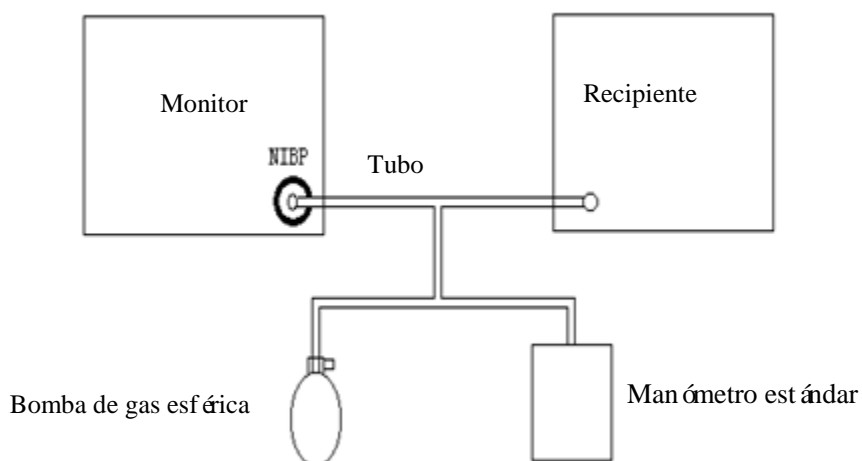 Monitor
Recipiente
NIBP
Tubo
Bomba de gas esférica
Manómetro estándar